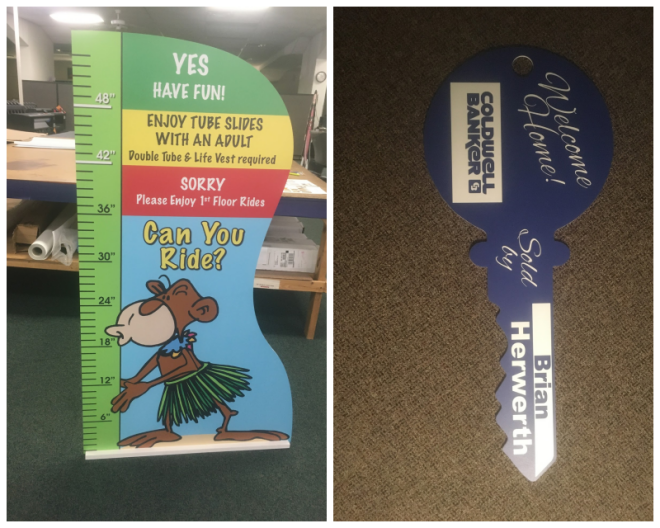 YES
HAVE FUN!
48"
ENJOY TUBE SLIDES
WITH AN ADULT
Double Tube & Life Vest required
42"
SORRY
Please Enjoy 1st Floor Rides
36"
Can You
Ride?
30"
24"
18"
12"
6"
Welcome
Home!
COLDWELL
BANKER
Sold
by
Brian
Herwerth